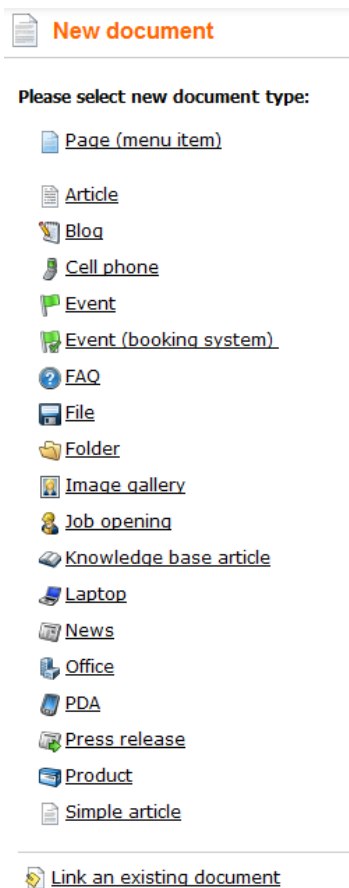 New document
Please select new document type:
Page (menu item)
Article
Blog
Cell phone
Event
Event (booking system)
FAQ
File
Folder
Image gallery
Job opening
Knowledge base article
Laptop
News
Office
PDA
Press release
Product
Simple article
Link an existing document